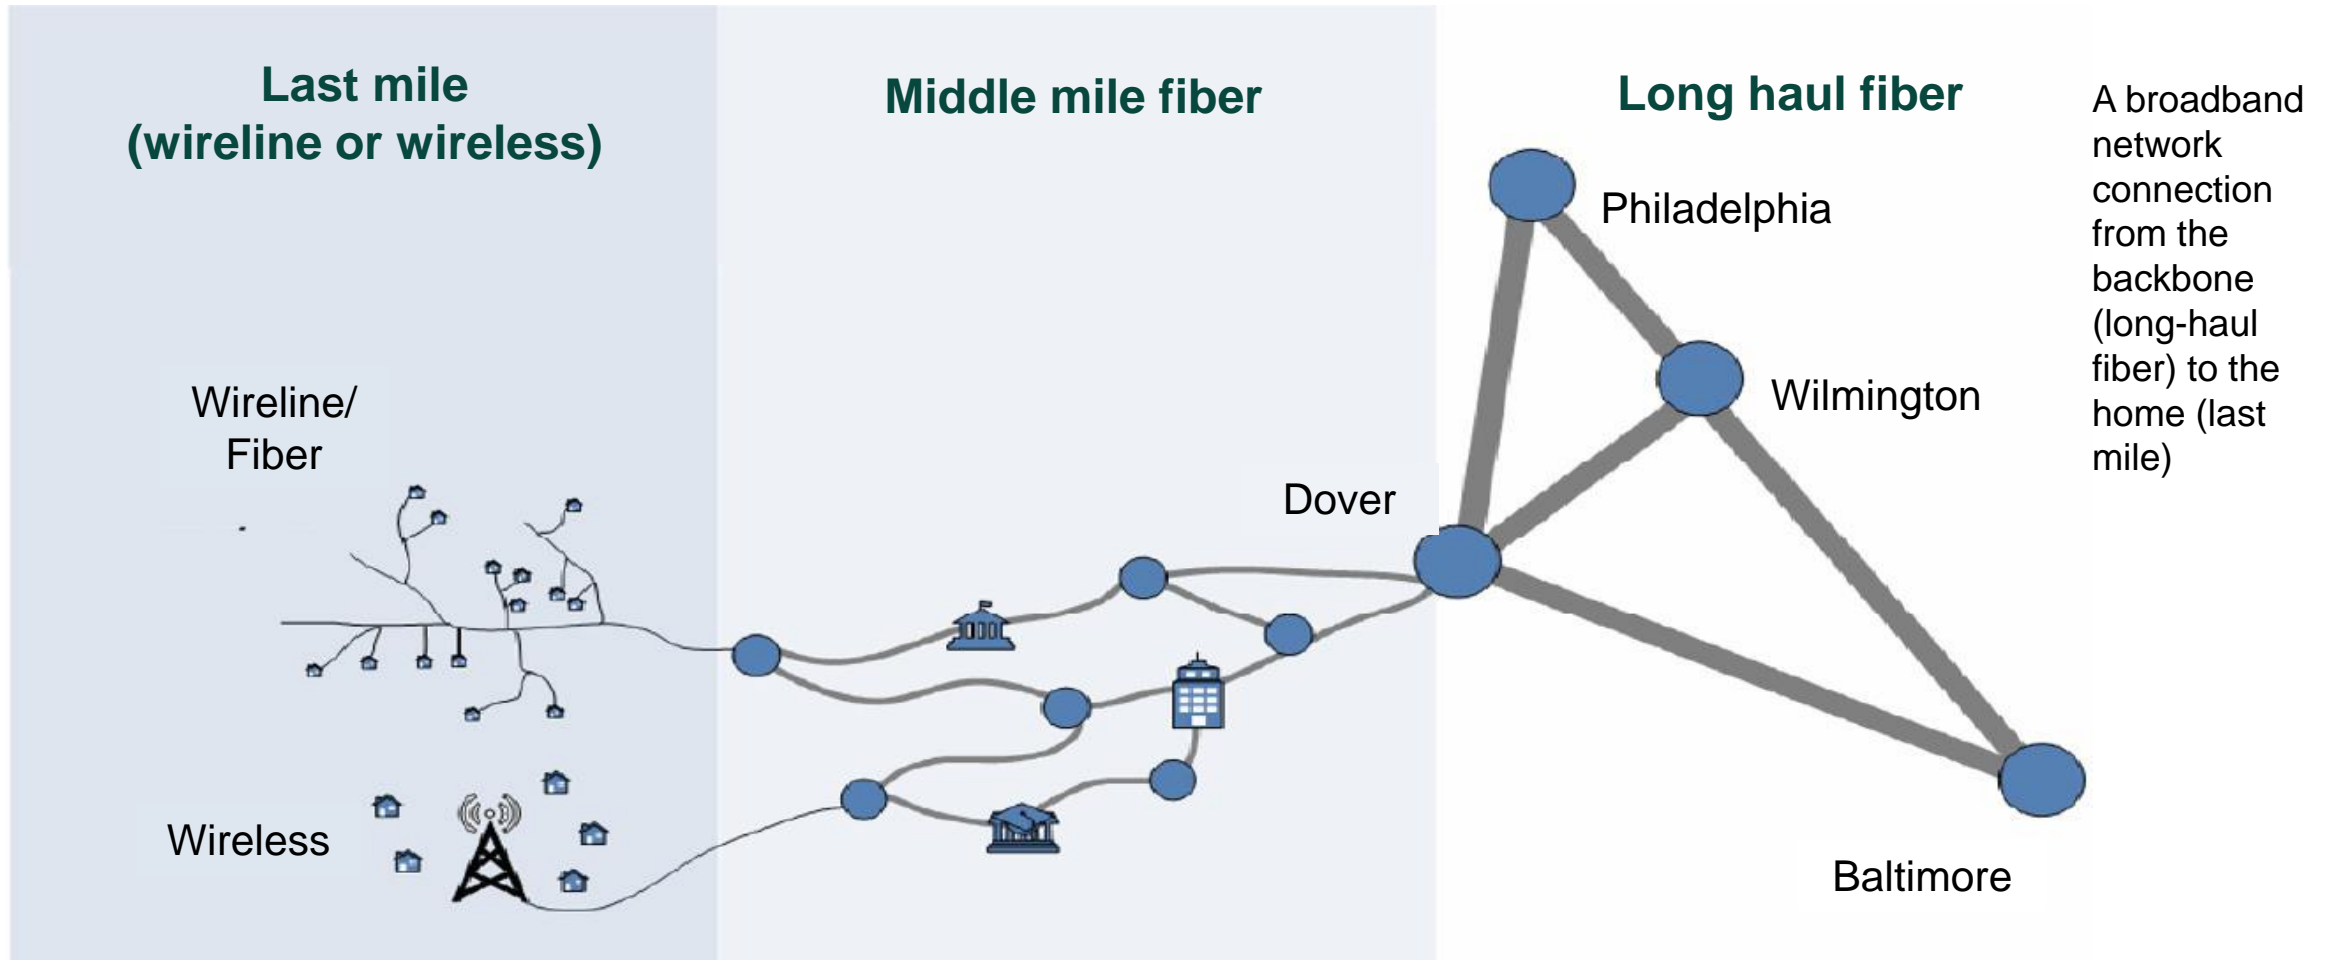 Last mile
(wireline or wireless)
Middle mile fiber
Long haul fiber
A broadband
network
connection
from the
backbone
(long-haul
fiber) to the
home (last
mile)
Philadelphia
Wilmington
Wireline/
Fiber
Dover
Wireless
Baltimore